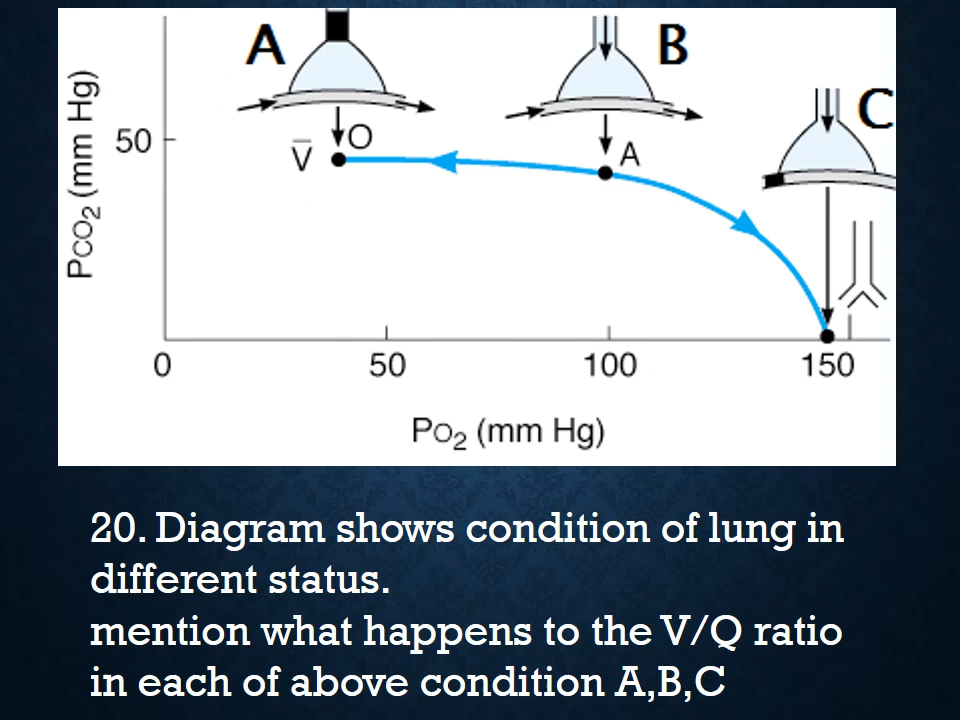 A
B
C
PCO2 (mm Hg)
50
V̅
O
A
0
50
100
150
PO2 (mm Hg)
20. Diagram shows condition of lung in
different status.
mention what happens to the V/Q ratio
in each of above condition A,B,C